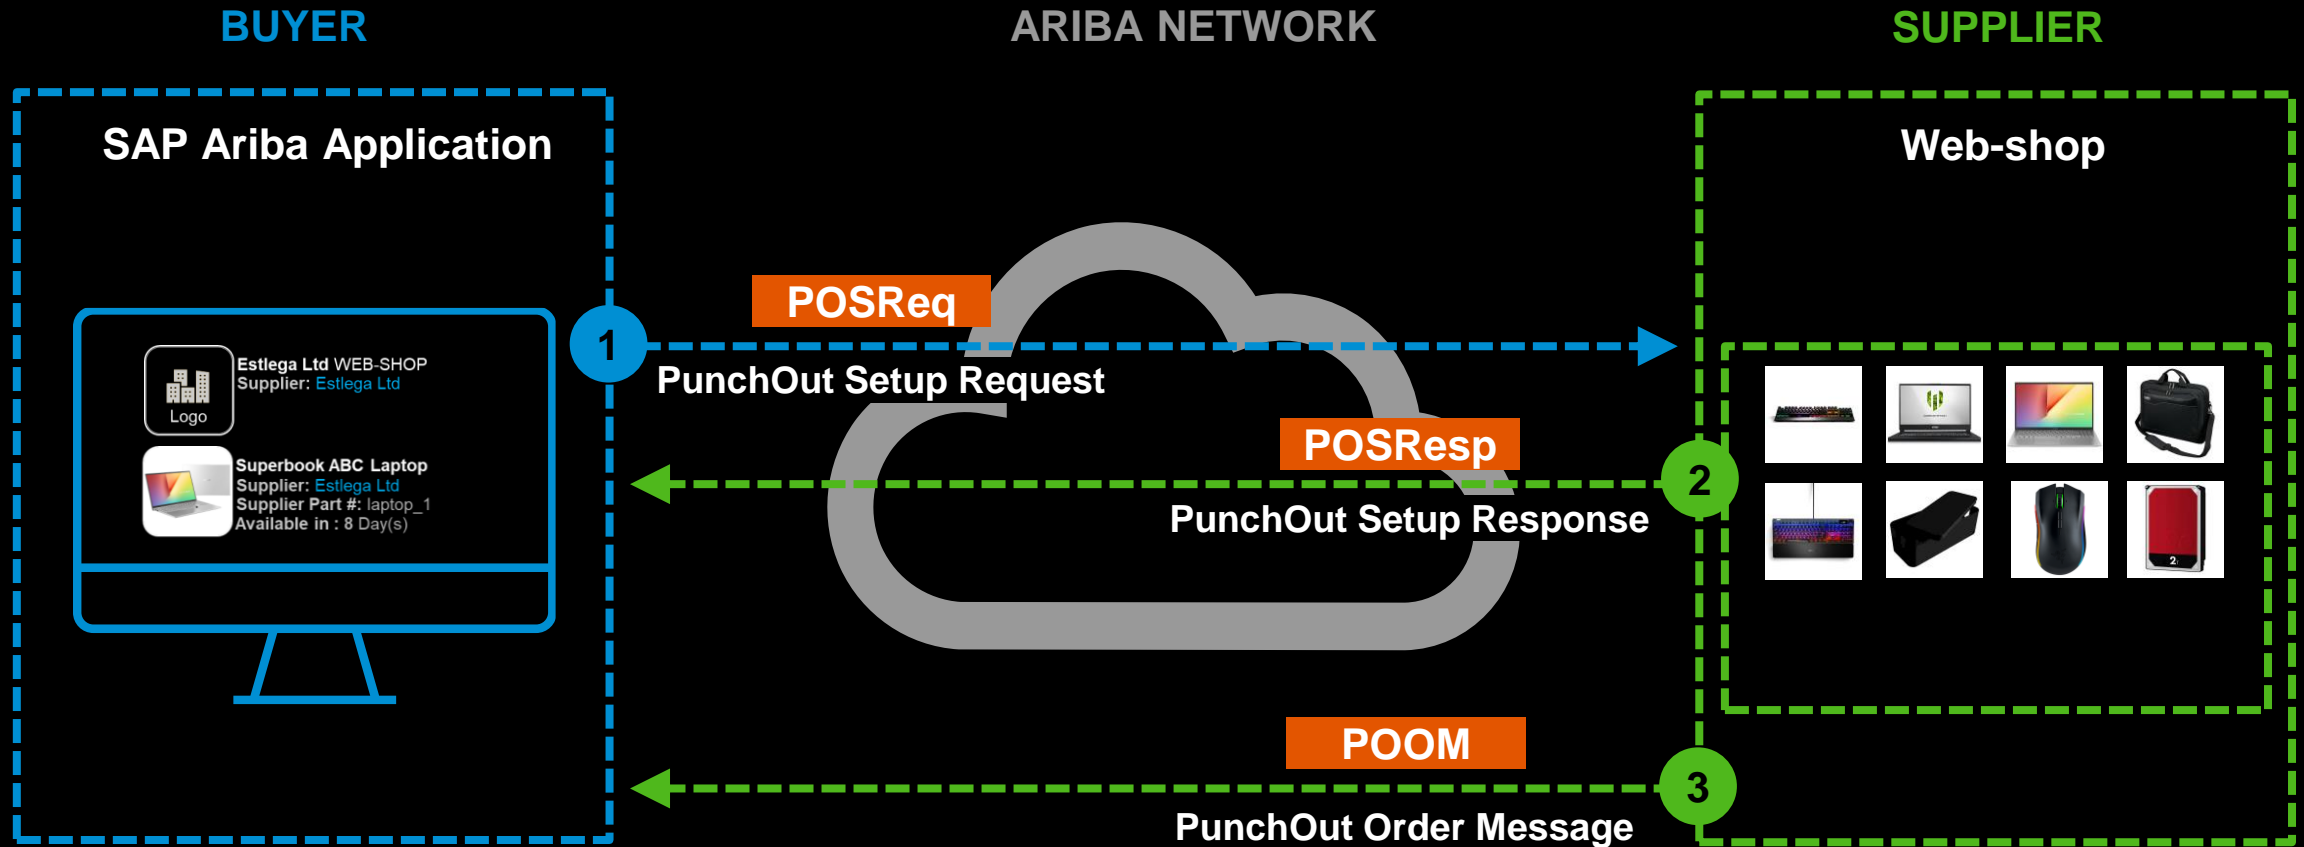 BUYER
ARIBA NETWORK
SUPPLIER
SAP Ariba Application
Web-shop
POSReq
1
PunchOut Setup Request
Estlega Ltd WEB-SHOP
Supplier: Estlega Ltd
Logo
POSResp
2
PunchOut Setup Response
Superbook ABC Laptop
Supplier: Estlega Ltd
Supplier Part #: laptop_1
Available in : 8 Day(s)
POOM
3
PunchOut Order Message